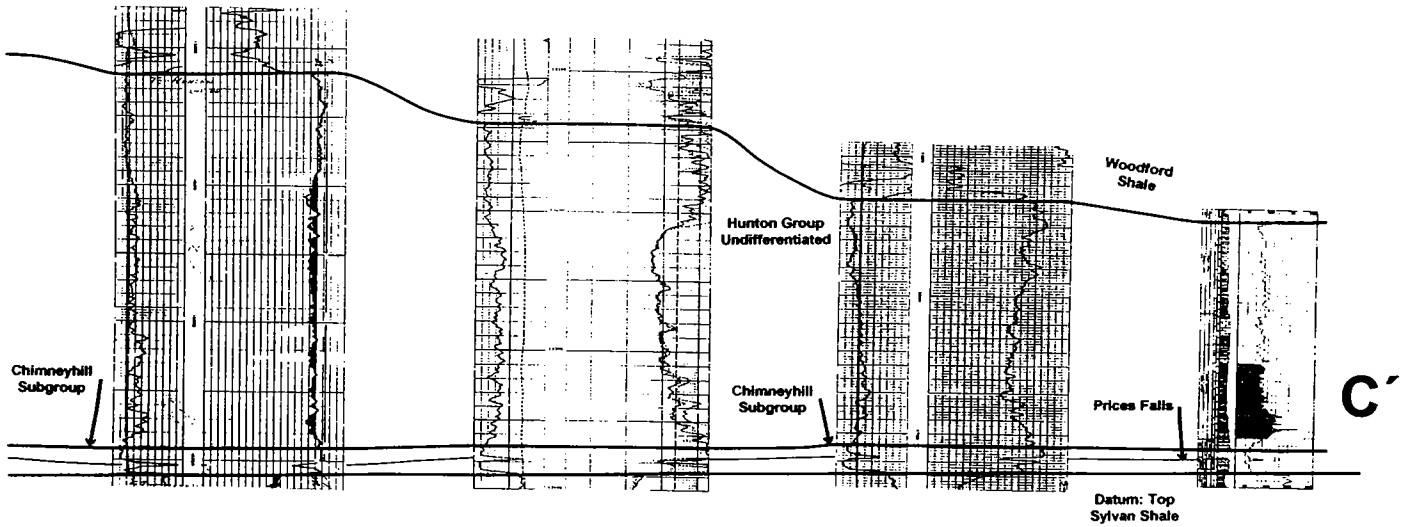 Woodford
Shale
Hunton Group
Undifferentiated
Chimneyhill
Subgroup
Chimneyhill
Subgroup
Prices Falls
C´
Datum: Top
Sylvan Shale